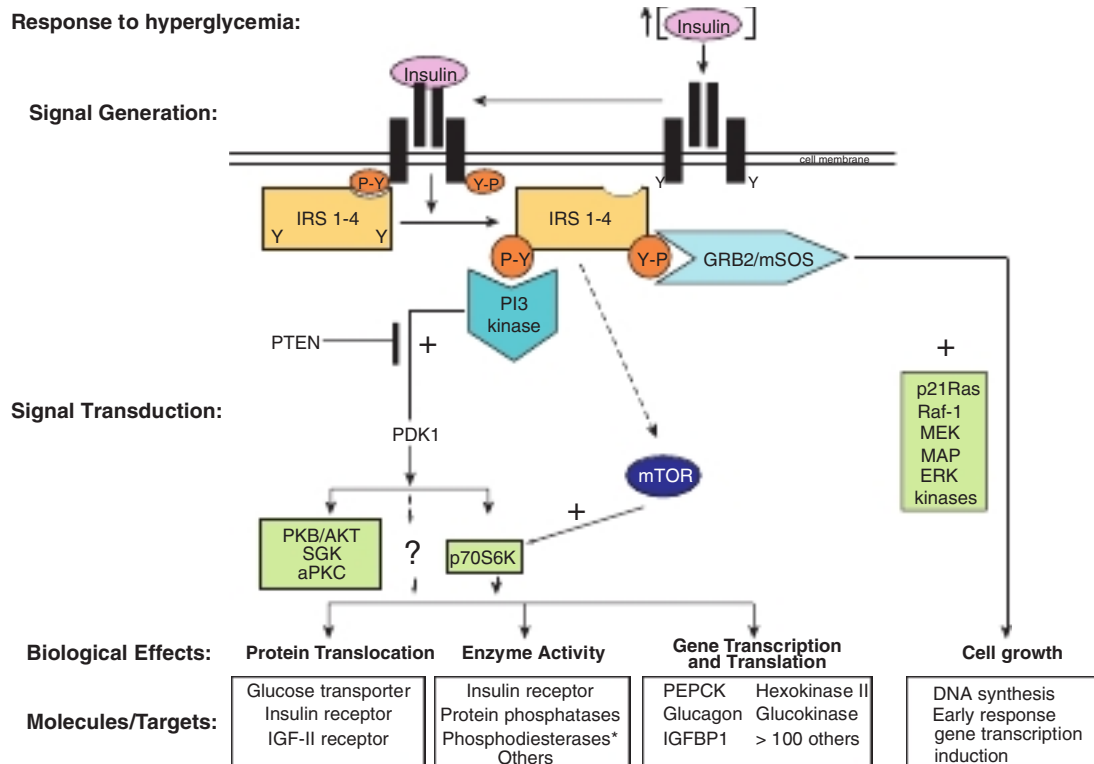 Response to hyperglycemia:
[Insulin]
Insulin
Signal Generation:
cell membrane
P-Y
Y-P
Y
Y
IRS 1-4
Y
Y
IRS 1-4
P-Y
Y-P
GRB2/mSOS
PI3
kinase
PTEN
+
+
p21Ras
Raf-1
MEK
MAP
ERK
kinases
Signal Transduction:
PDK1
mTOR
+
PKB/AKT
SGK
aPKC
?
p70S6K
Biological Effects:
Protein Translocation
Enzyme Activity
Gene Transcription
and Translation
Cell growth
Molecules/Targets:
Glucose transporter
Insulin receptor
IGF-II receptor
Insulin receptor
Protein phosphatases
Phosphodiesterases*
Others
PEPCK Hexokinase II
Glucagon Glucokinase
IGFBP1 > 100 others
DNA synthesis
Early response
gene transcription
induction